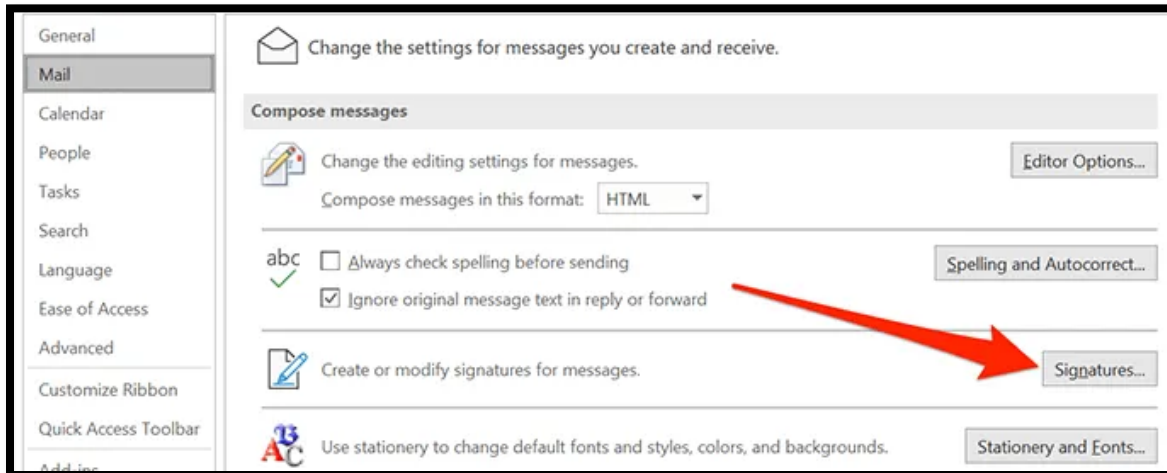 General
Mail
Calendar
People
Tasks
Search
Language
Ease of Access
Advanced
Customize Ribbon
Quick Access Toolbar
Add-ins
Change the settings for messages you create and receive.
Compose messages
Change the editing settings for messages.
Editor Options...
Compose messages in this format: HTML
abc
Always check spelling before sending
Spelling and Autocorrect...
Ignore original message text in reply or forward
Create or modify signatures for messages.
Signatures...
ABC
Use stationery to change default fonts and styles, colors, and backgrounds.
Stationery and Fonts...